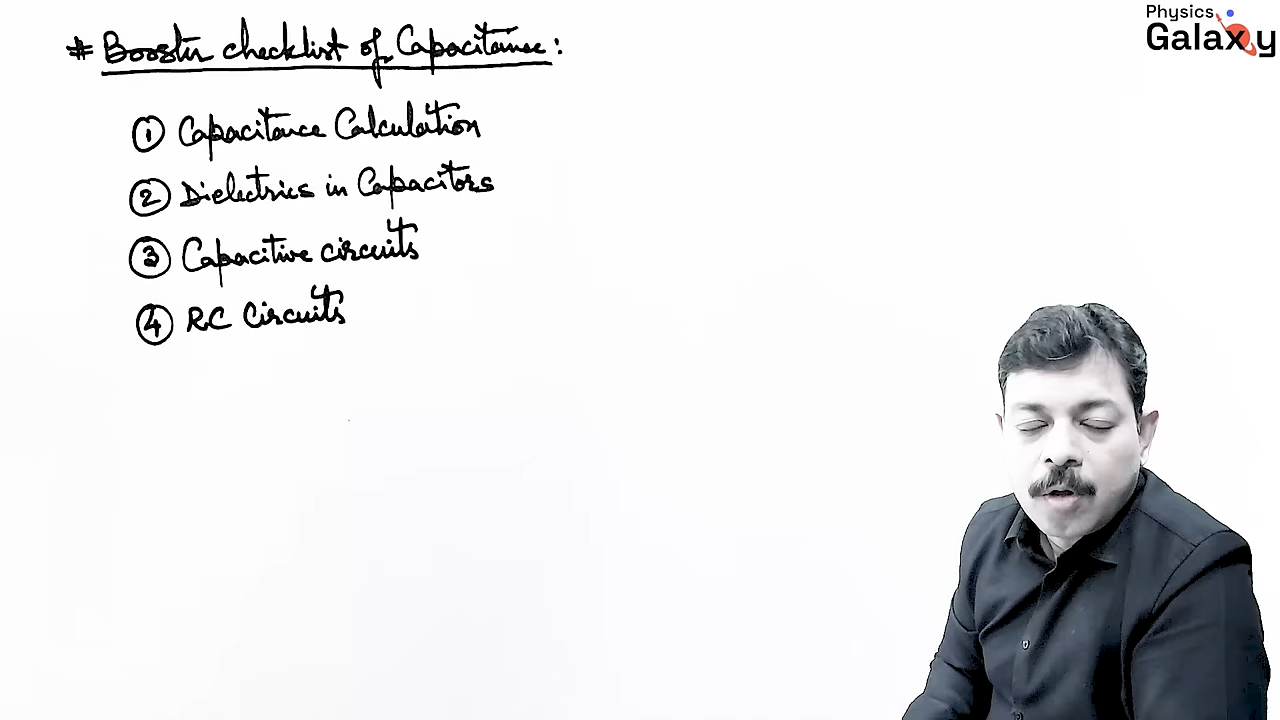 # Booster checklist of Capacitance :
① Capacitance Calculation
② Dielectrics in Capacitors
③ Capacitive circuits
④ RC Circuits
Physics
Galaxy